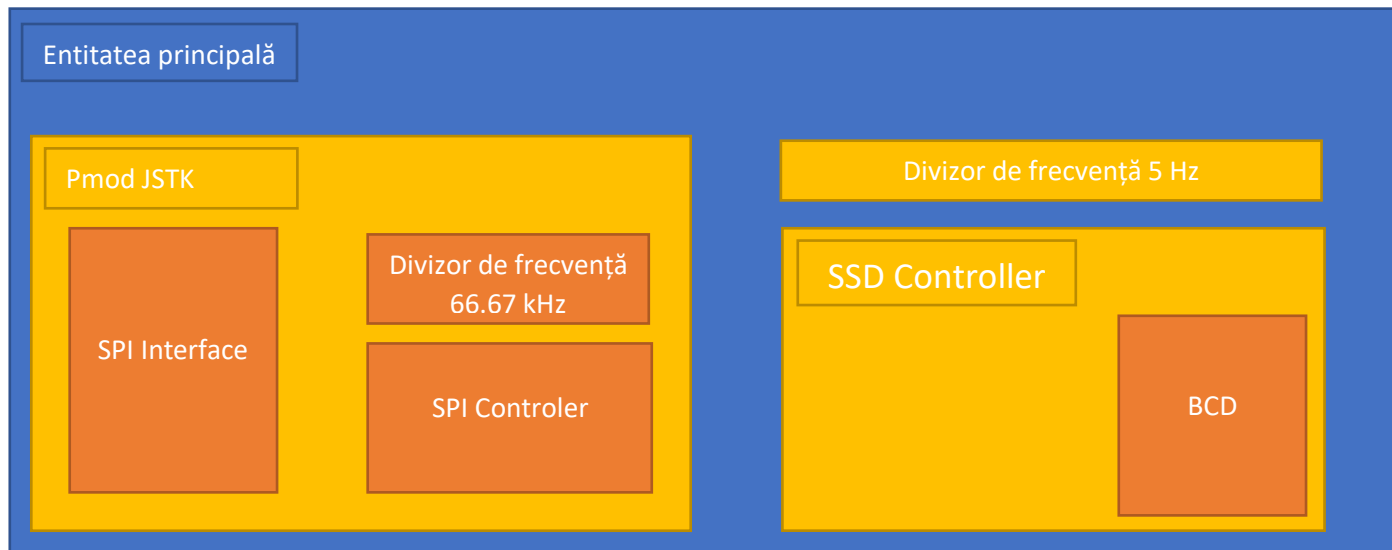 Entitatea principală
Pmod JSTK
Divizor de frecvență 5 Hz
SPI Interface
Divizor de frecvență
66.67 kHz
SPI Controler
SSD Controller
BCD